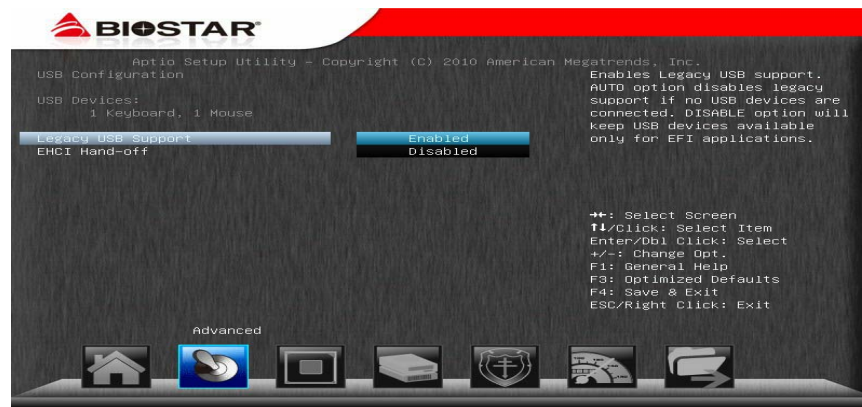 BIOSTAR
Aptio Setup Utility - Copyright (C) 2010 American Megatrends, Inc.
USB Configuration
USB Devices:
1 Keyboard, 1 Mouse
Legacy USB Support Enabled
EHCI Hand-off Disabled
Enables Legacy USB support.
AUTO option disables legacy
support if no USB devices are
connected. DISABLE option will
keep USB devices available
only for EFI applications.
→←: Select Screen
↑↓/Click: Select Item
Enter/Dbl Click: Select
+/-: Change Opt.
F1: General Help
F3: Optimized Defaults
F4: Save & Exit
ESC/Right Click: Exit
Advanced